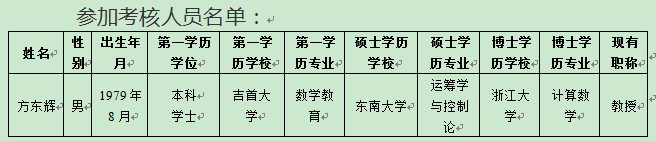 参加考核人员名单：
姓名 性别 出生年月 第一学历学位 第一学历学校 第一学历专业 硕士学历学校 硕士学历专业 博士学历学校 博士学历专业 现有职称
方东辉 男 1979年8月 本科学士 吉首大学 数学教育 东南大学 运筹学与控制论 浙江大学 计算数学 教授